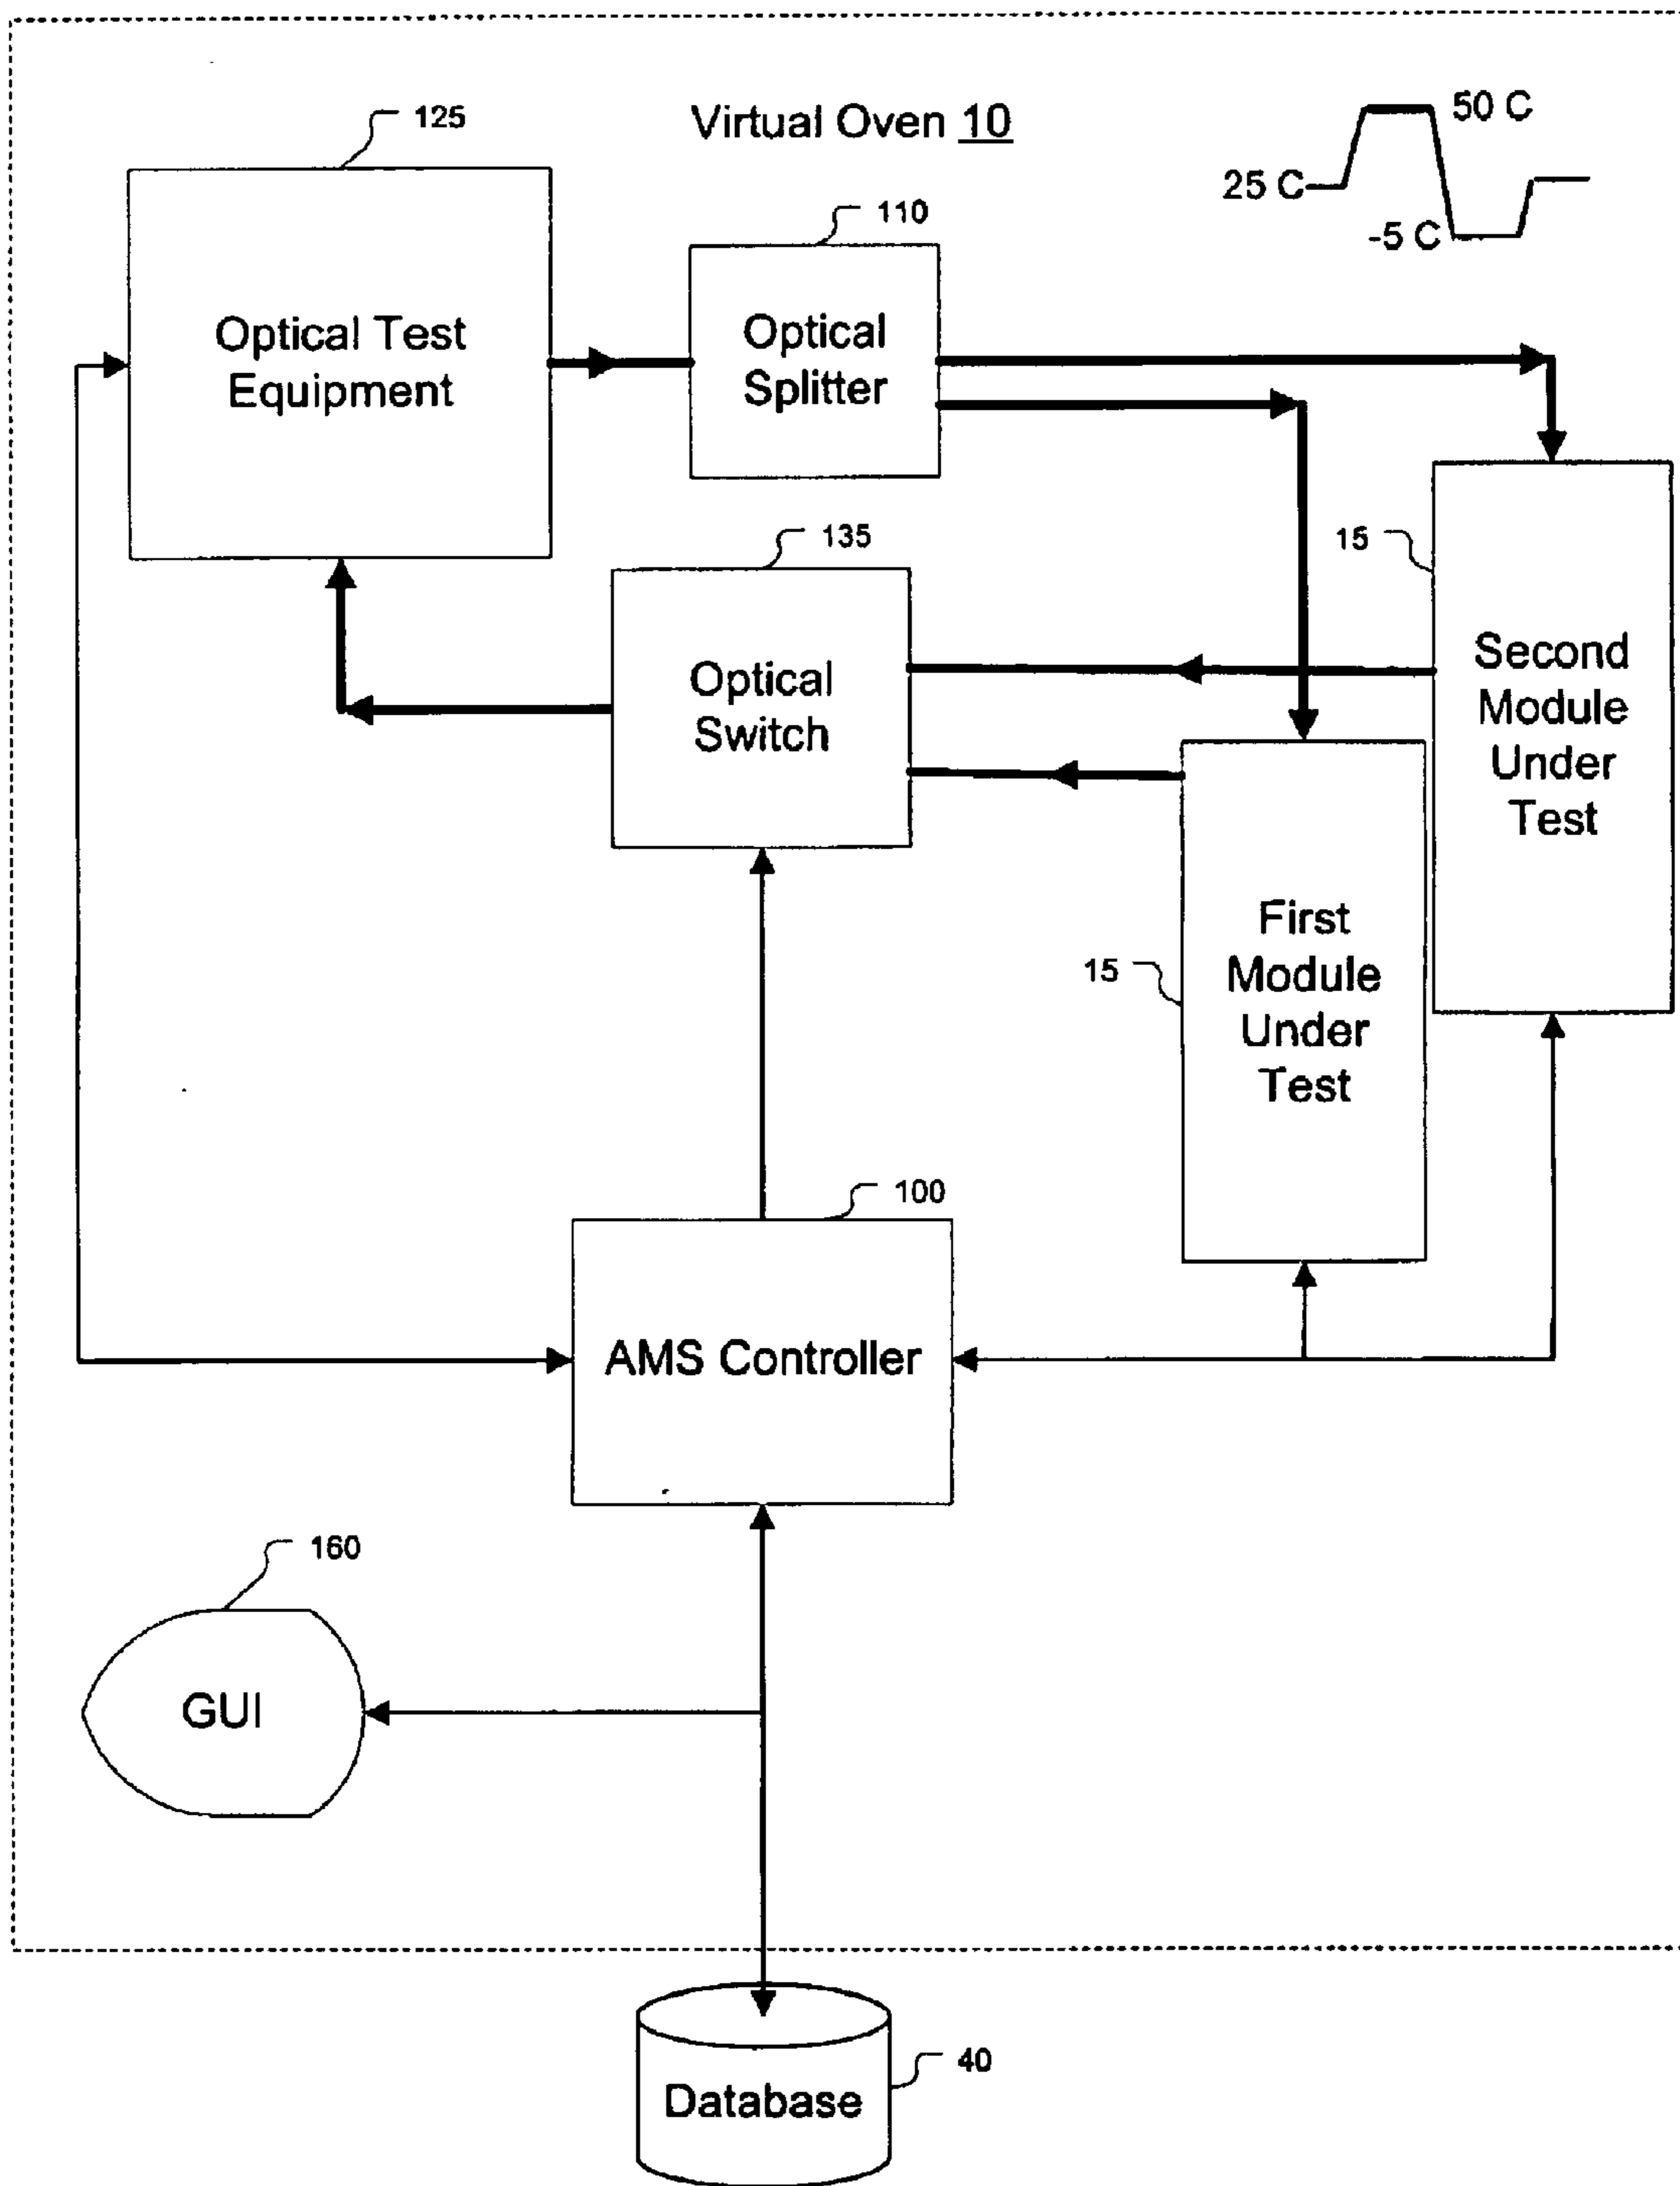 Virtual Oven 10
50 C
25 C
-5 C
125
Optical Test
Equipment
110
Optical
Splitter
135
Optical
Switch
15
Second
Module
Under
Test
15
First
Module
Under
Test
100
AMS Controller
160
GUI
40
Database